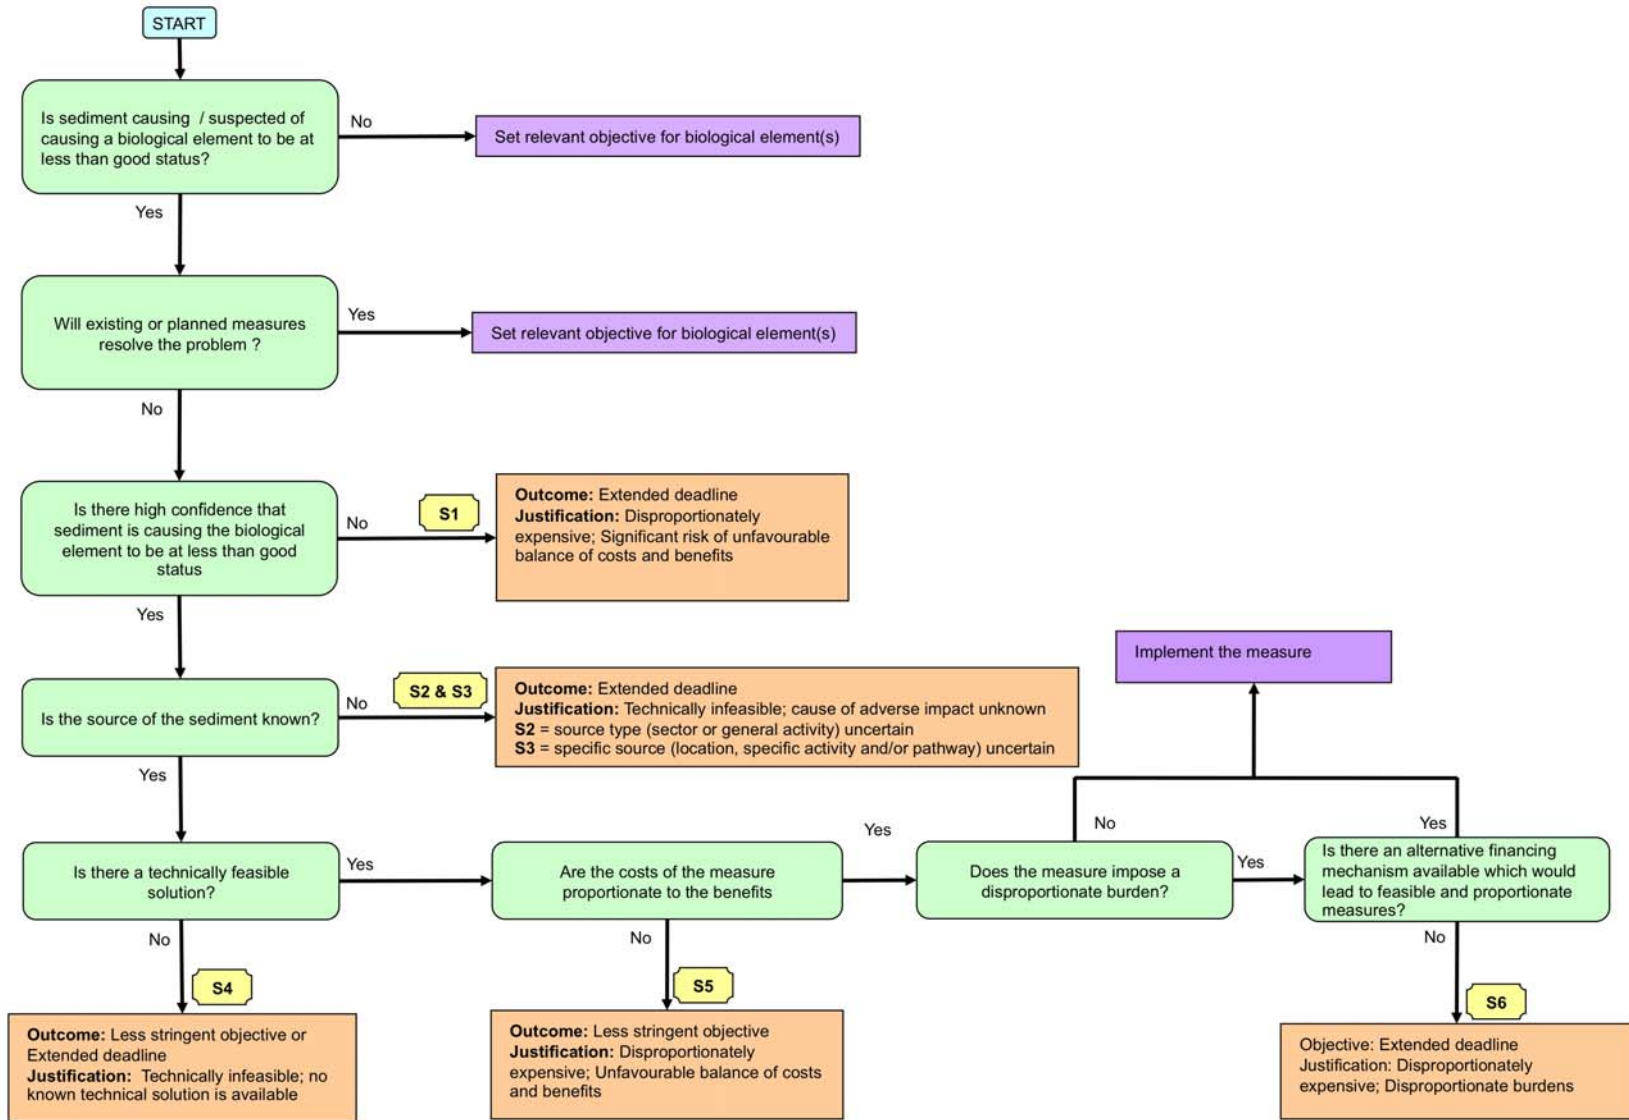 START
Is sediment causing / suspected of
causing a biological element to be at
less than good status?
No
Set relevant objective for biological element(s)
Yes
Will existing or planned measures
resolve the problem ?
Yes
Set relevant objective for biological element(s)
No
Is there high confidence that
sediment is causing the biological
element to be at less than good
status
No
S1
Outcome: Extended deadline
Justification: Disproportionately
expensive; Significant risk of unfavourable
balance of costs and benefits
Yes
Is the source of the sediment known?
No
S2 & S3
Outcome: Extended deadline
Justification: Technically infeasible; cause of adverse impact unknown
S2 = source type (sector or general activity) uncertain
S3 = specific source (location, specific activity and/or pathway) uncertain
Implement the measure
Yes
Is there a technically feasible
solution?
Yes
Are the costs of the measure
proportionate to the benefits
Yes
Does the measure impose a
disproportionate burden?
No
Yes
Is there an alternative financing
mechanism available which would
lead to feasible and proportionate
measures?
Yes
No
S4
Outcome: Less stringent objective or
Extended deadline
Justification: Technically infeasible; no
known technical solution is available
No
S5
Outcome: Less stringent objective
Justification: Disproportionately
expensive; Unfavourable balance of costs
and benefits
No
S6
Objective: Extended deadline
Justification: Disproportionately
expensive; Disproportionate burdens